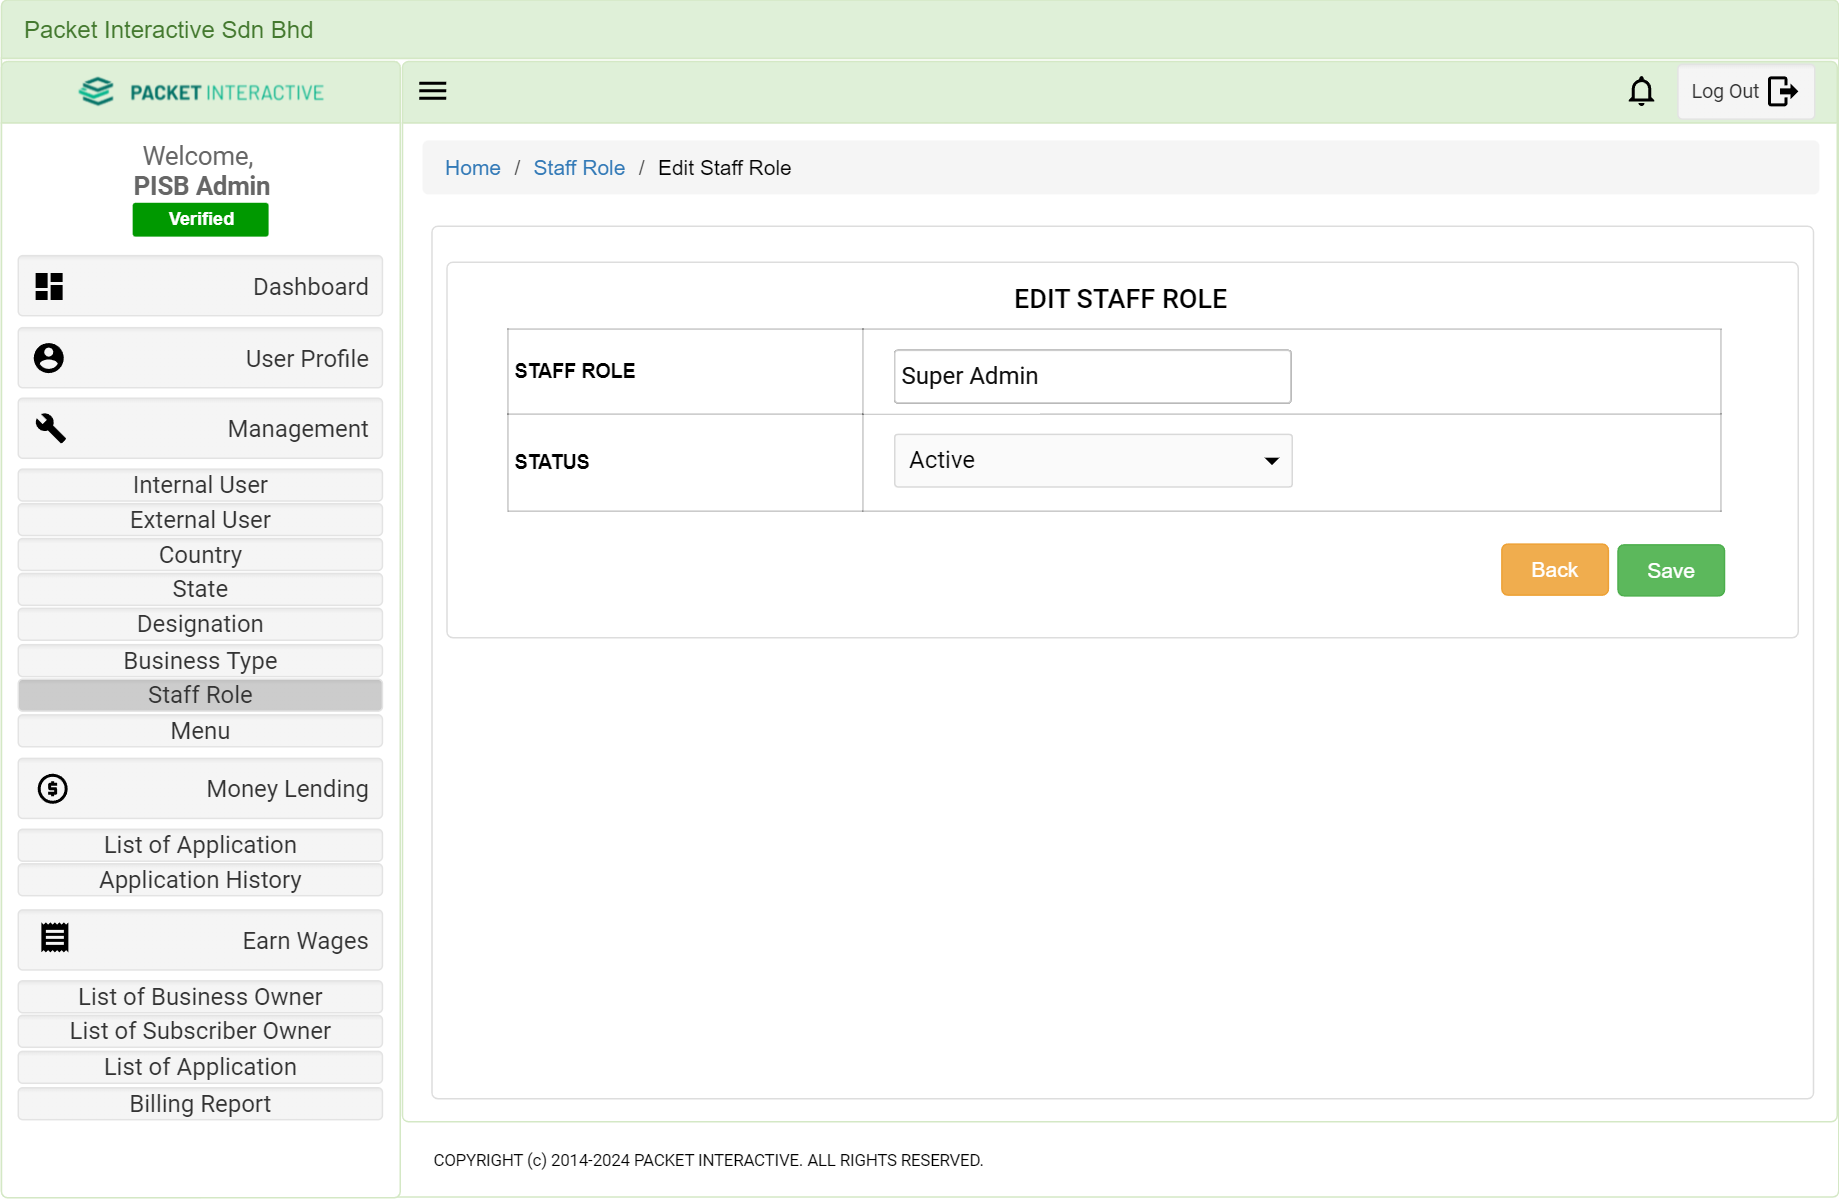 Packet Interactive Sdn Bhd
PACKET INTERACTIVE
Log Out
Welcome,
PISB Admin
Verified
Dashboard
User Profile
Management
Internal User
External User
Country
State
Designation
Business Type
Staff Role
Menu
Money Lending
List of Application
Application History
Earn Wages
List of Business Owner
List of Subscriber Owner
List of Application
Billing Report
Home / Staff Role / Edit Staff Role
EDIT STAFF ROLE
STAFF ROLE
Super Admin
STATUS
Active
Back
Save
COPYRIGHT (c) 2014-2024 PACKET INTERACTIVE. ALL RIGHTS RESERVED.